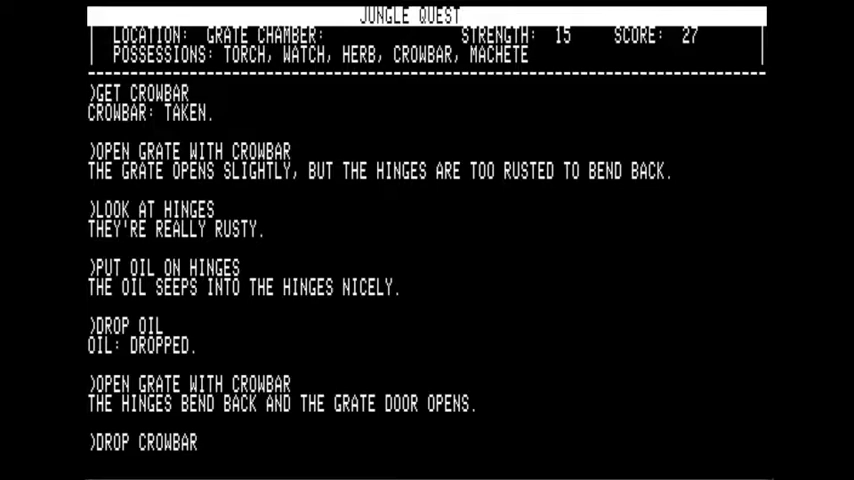 JUNGLE QUEST
LOCATION: GRATE CHAMBER: STRENGTH: 15 SCORE: 27
POSSESSIONS: TORCH, WATCH, HERB, CROWBAR, MACHETE
>GET CROWBAR
CROWBAR: TAKEN.
>OPEN GRATE WITH CROWBAR
THE GRATE OPENS SLIGHTLY, BUT THE HINGES ARE TOO RUSTED TO BEND BACK.
>LOOK AT HINGES
THEY'RE REALLY RUSTY.
>PUT OIL ON HINGES
THE OIL SEEPS INTO THE HINGES NICELY.
>DROP OIL
OIL: DROPPED.
>OPEN GRATE WITH CROWBAR
THE HINGES BEND BACK AND THE GRATE DOOR OPENS.
>DROP CROWBAR